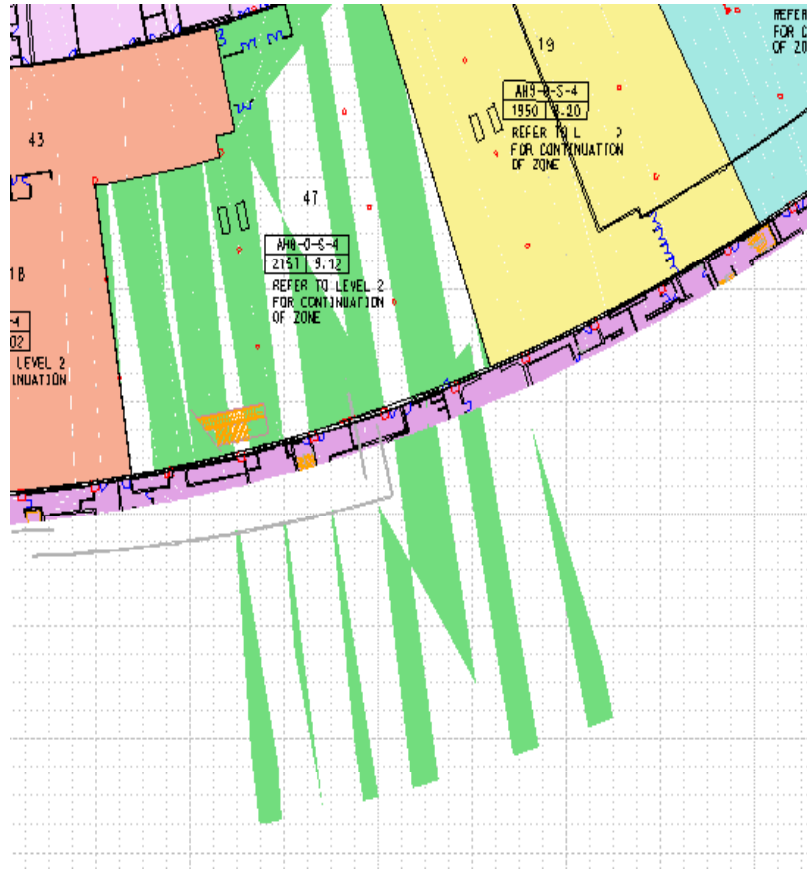 REFER
FOR C
OF ZO
19
3
AH9-0-S-4
1950
REFER TO L
FOR CONTINUATION
OF ZONE
43
47
AH8-0-S-4
9.12
REFER TO LEVEL 2
FOR CONTINUATION
OF ZONE
18
-4
02
LEVEL 2
INUATION